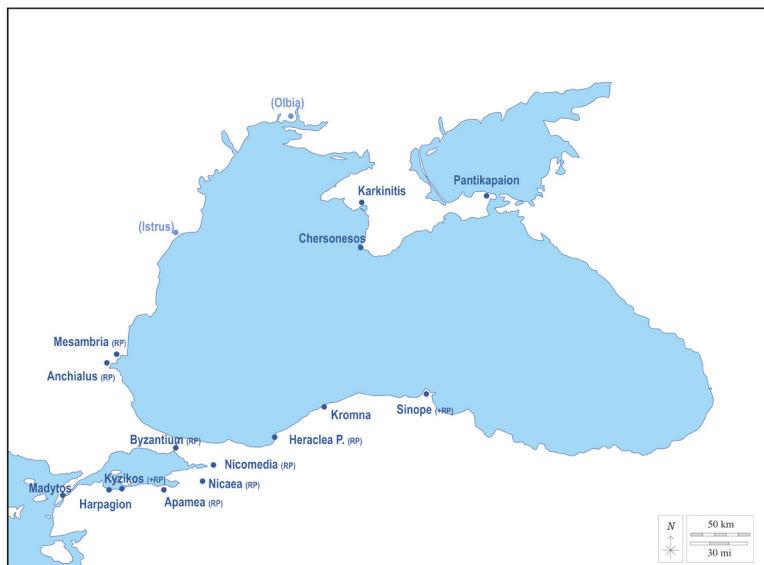 (Olbia)
Pantikapaion
Karkinitis
(Istrus)
Chersonesos
Mesambria (RP)
Anchialus (RP)
Sinope (+RP)
Kromna
Byzantium (RP)
Heraclea P. (RP)
Nicomedia (RP)
Kyzikos (+RP)
Nicaea (RP)
Madytos
Harpagion
Apamea (RP)
N
50 km
30 mi